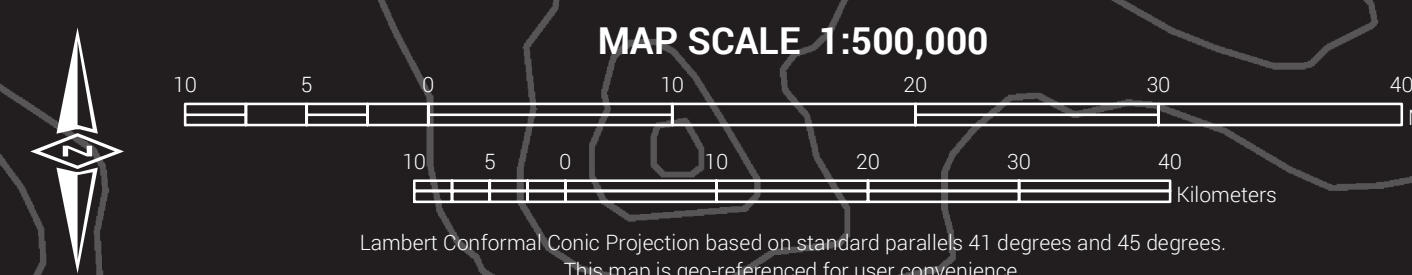 MAP SCALE 1:500,000
10 5 0 10 20 30 40
N
10 5 0 10 20 30 40
Kilometers
Lambert Conformal Conic Projection based on standard parallels 41 degrees and 45 degrees.
This map is geo-referenced for user convenience